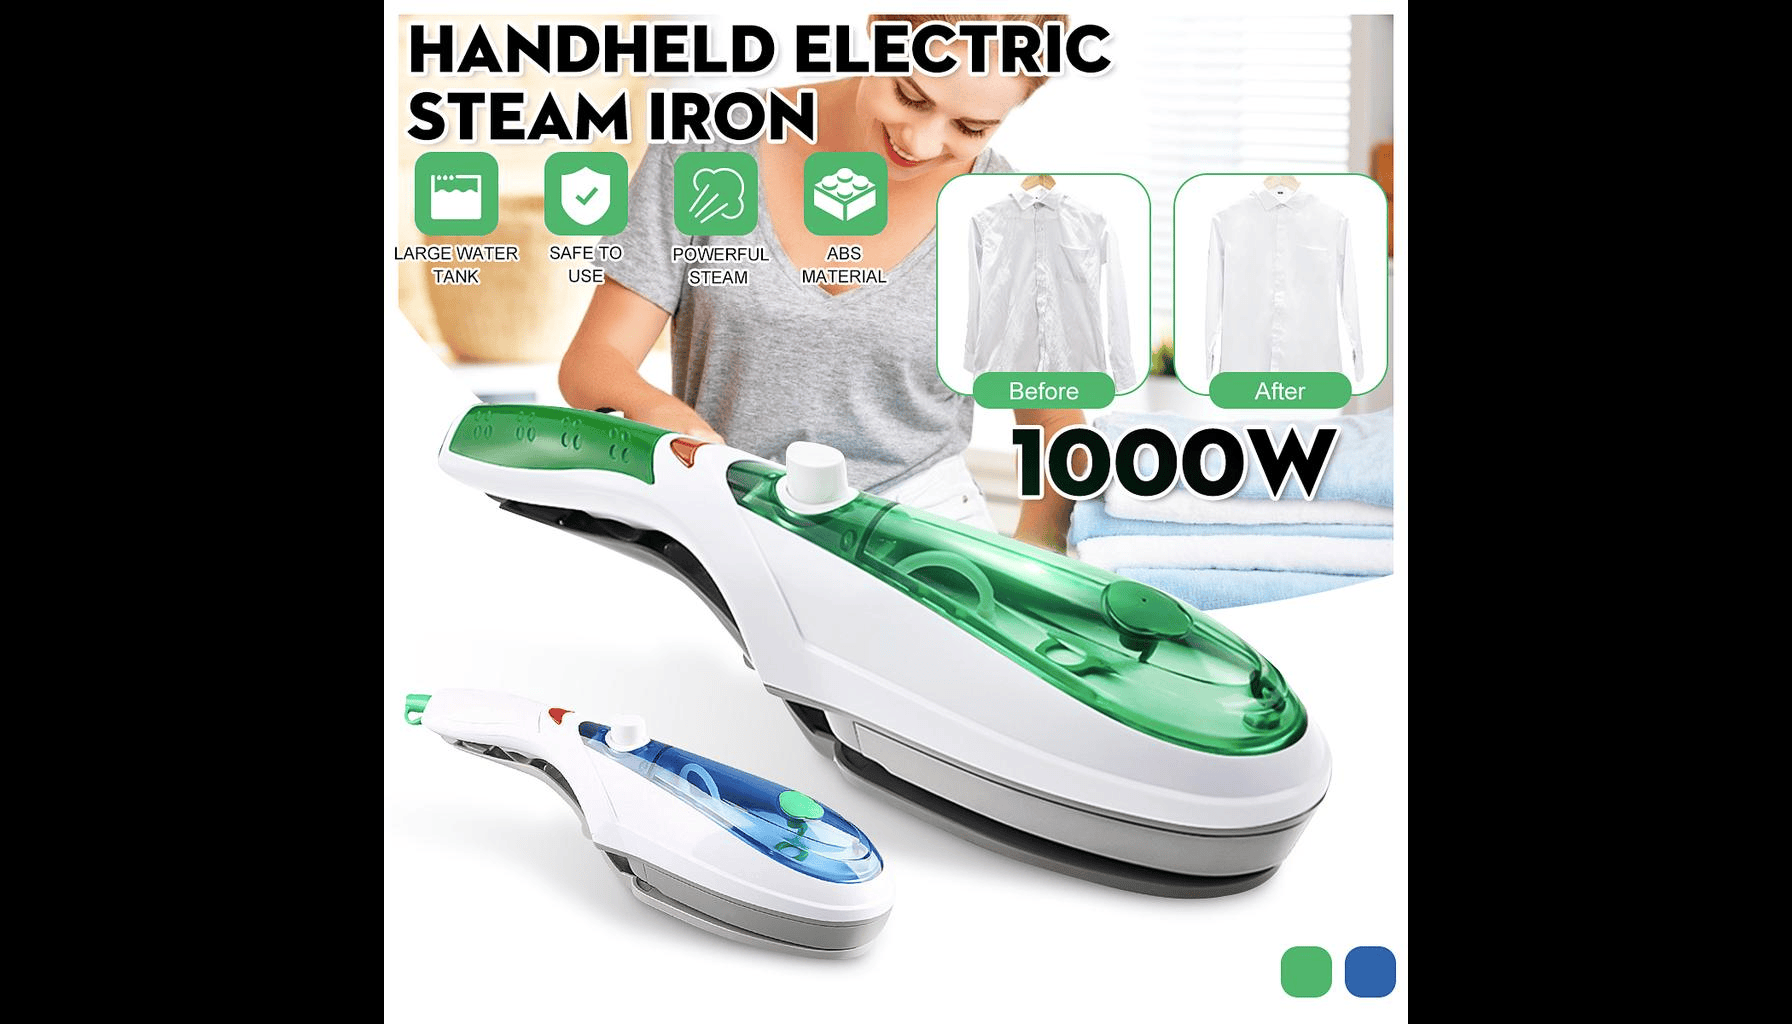 HANDHELD ELECTRIC
STEAM IRON
LARGE WATER
TANK
SAFE TO
USE
POWERFUL
STEAM
ABS
MATERIAL
Before
After
1000W